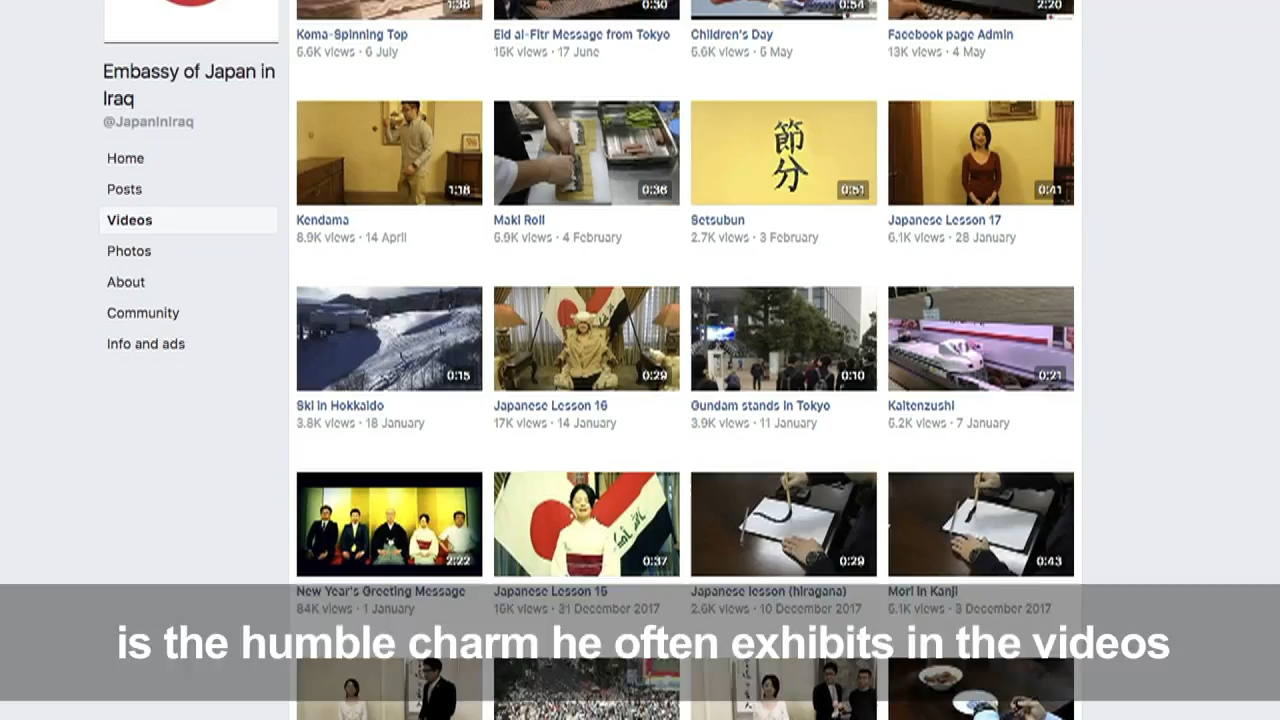 1:38
0:30
0:54
2:20
Koma-Spinning Top
Eid al-Fitr Message from Tokyo
Children's Day
Facebook page Admin
6.6K views · 6 July
16K views · 17 June
6.6K views · 5 May
13K views · 4 May
Embassy of Japan in
Iraq
@JapanInIraq
Home
Posts
Videos
Photos
About
Community
Info and ads
節
分
1:18
0:36
0:51
0:41
Kendama
Maki Roll
Setsubun
Japanese Lesson 17
8.9K views · 14 April
6.9K views · 4 February
2.7K views · 3 February
6.1K views · 28 January
0:15
0:29
0:10
0:21
Ski in Hokkaido
Japanese Lesson 16
Gundam stands in Tokyo
Kaitenzushi
3.8K views · 18 January
17K views · 14 January
3.9K views · 11 January
6.2K views · 7 January
2:22
0:37
0:29
0:43
New Year's Greeting Message
Japanese Lesson 15
Japanese lesson (hiragana)
Mori in Kanji
84K views · 1 January
16K views · 31 December 2017
2.6K views · 10 December 2017
5.1K views · 3 December 2017
is the humble charm he often exhibits in the videos